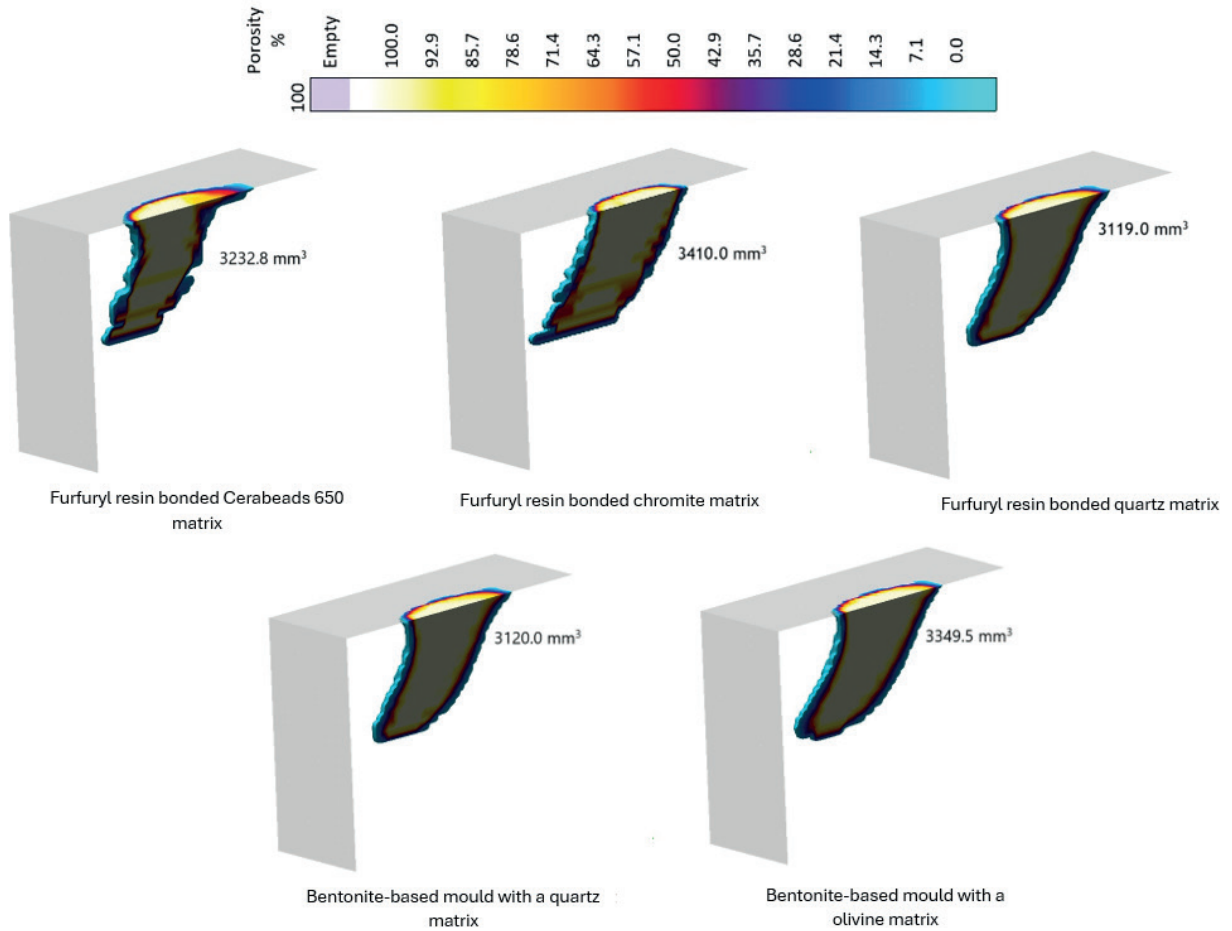 Porosity
%
Empty
100.0
92.9
85.7
78.6
71.4
64.3
57.1
50.0
42.9
35.7
28.6
21.4
14.3
7.1
0.0
100
3232.8 mm³
3410.0 mm³
3119.0 mm³
Furfuryl resin bonded Cerabeads 650
matrix
Furfuryl resin bonded chromite matrix
Furfuryl resin bonded quartz matrix
3120.0 mm³
3349.5 mm³
Bentonite-based mould with a quartz
matrix
Bentonite-based mould with a
olivine matrix